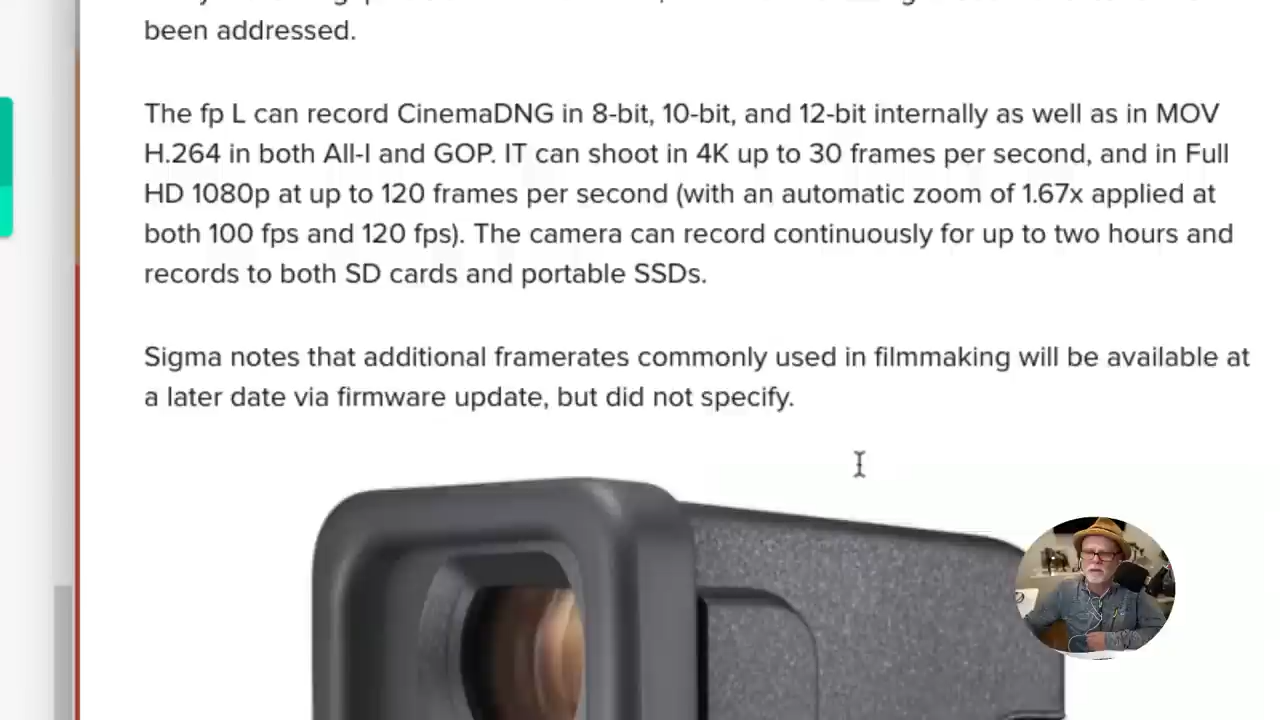 been addressed.
The fp L can record CinemaDNG in 8-bit, 10-bit, and 12-bit internally as well as in MOV
H.264 in both All-I and GOP. IT can shoot in 4K up to 30 frames per second, and in Full
HD 1080p at up to 120 frames per second (with an automatic zoom of 1.67x applied at
both 100 fps and 120 fps). The camera can record continuously for up to two hours and
records to both SD cards and portable SSDs.
Sigma notes that additional framerates commonly used in filmmaking will be available at
a later date via firmware update, but did not specify.